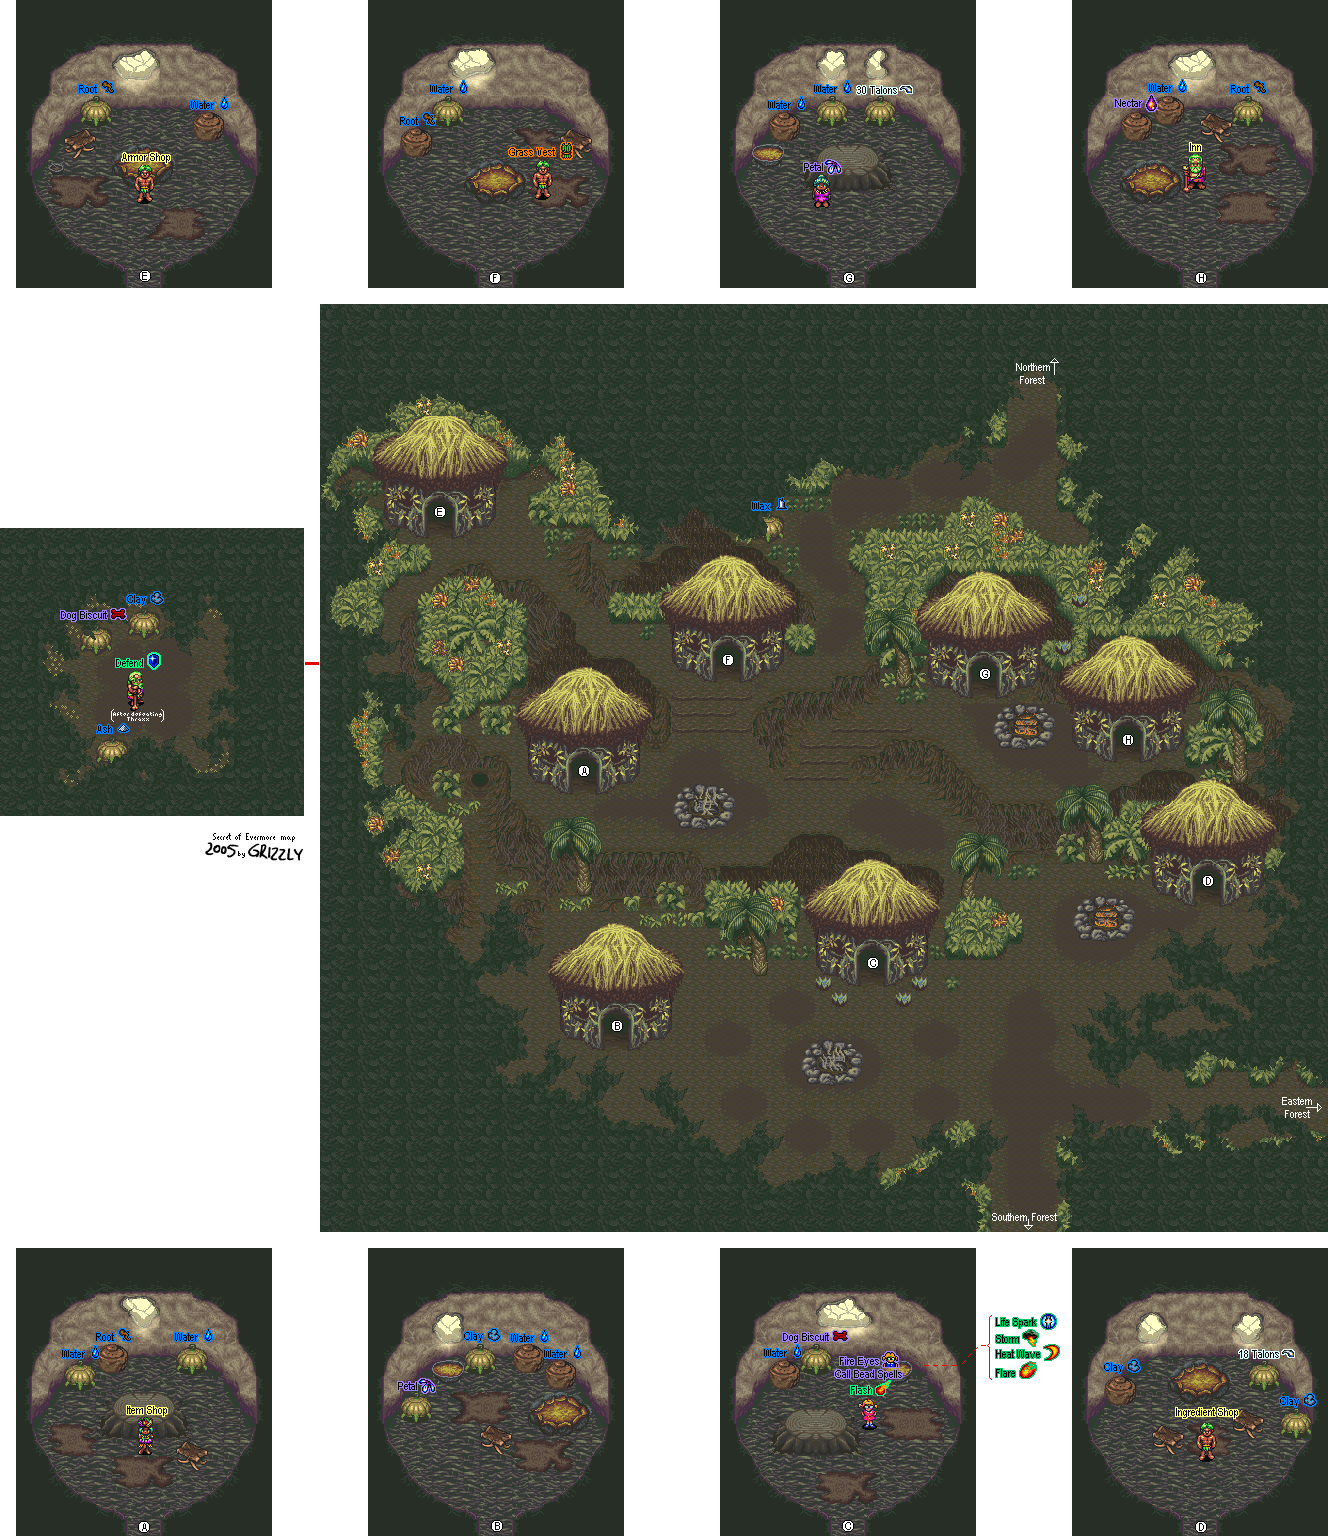 Root
Water
Armor Shop
E
Water
Root
Grass Vest
F
Water
Water
30 Talons
Petal
G
Water
Root
Nectar
Inn
H
Northern
Forest
E
Wax
F
G
H
A
D
C
B
Eastern
Forest
Southern Forest
Clay
Dog Biscuit
Defend
(After defeating
Thraxx)
Ash
Secret of Evermore map
2005 by GRIZZLY
Root
Water
Water
Item Shop
A
Clay
Water
Water
Petal
B
Dog Biscuit
Water
Fire Eyes
Call Bead Spells
Flash
C
Life Spark
Storm
Heat Wave
Flare
18 Talons
Clay
Clay
Ingredient Shop
D